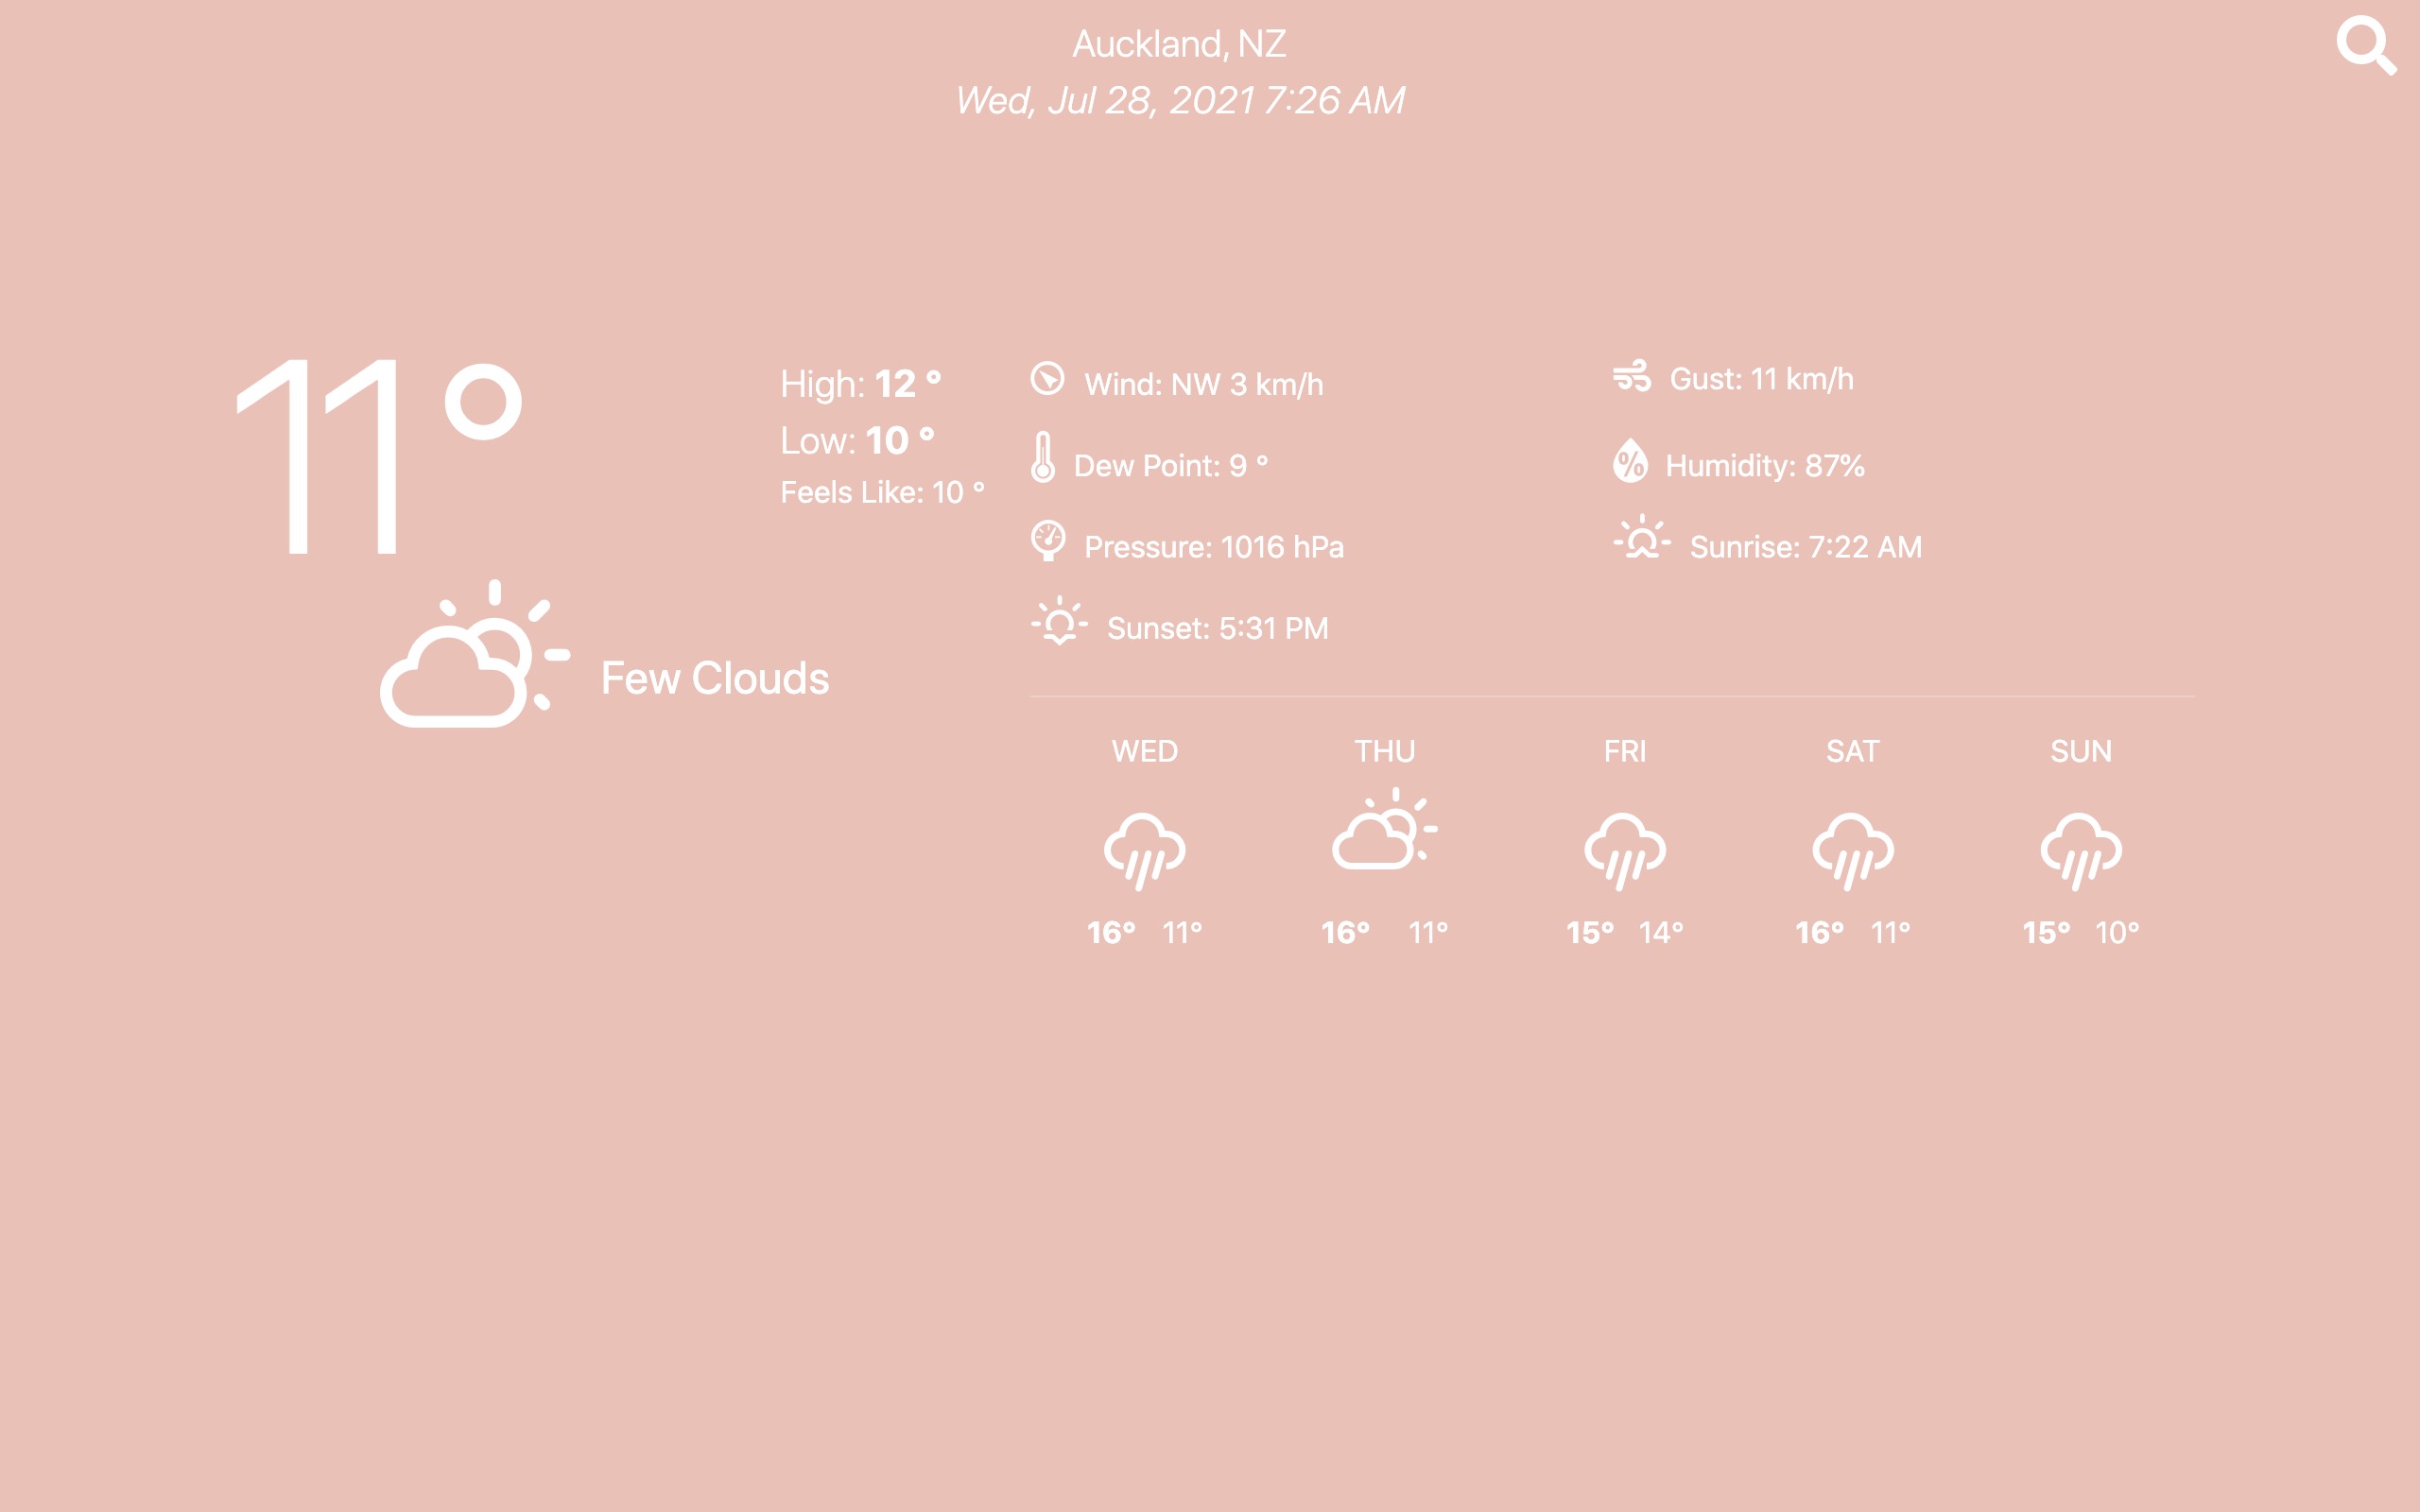 Auckland, NZ
Wed, Jul 28, 2021 7:26 AM
11°
High: 12 °
Low: 10 °
Feels Like: 10 °
Few Clouds
Wind: NW 3 km/h
Gust: 11 km/h
Dew Point: 9 °
Humidity: 87%
Pressure: 1016 hPa
Sunrise: 7:22 AM
Sunset: 5:31 PM
WED THU FRI SAT SUN
16° 11° 16° 11° 15° 14° 16° 11° 15° 10°